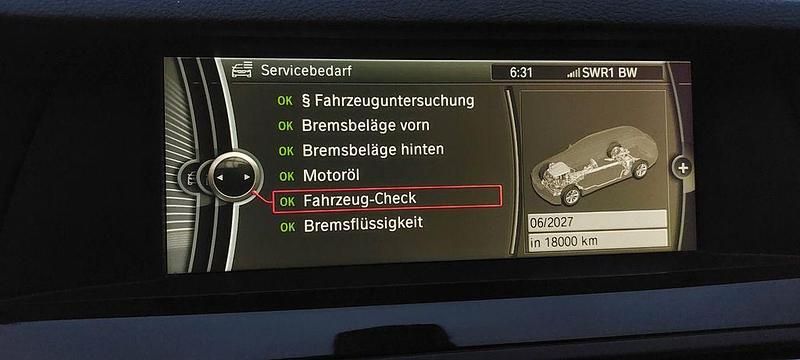 Servicebedarf
6:31
SWR1 BW
OK § Fahrzeuguntersuchung
OK Bremsbeläge vorn
OK Bremsbeläge hinten
OK Motoröl
OK Fahrzeug-Check
OK Bremsflüssigkeit
06/2027
in 18000 km